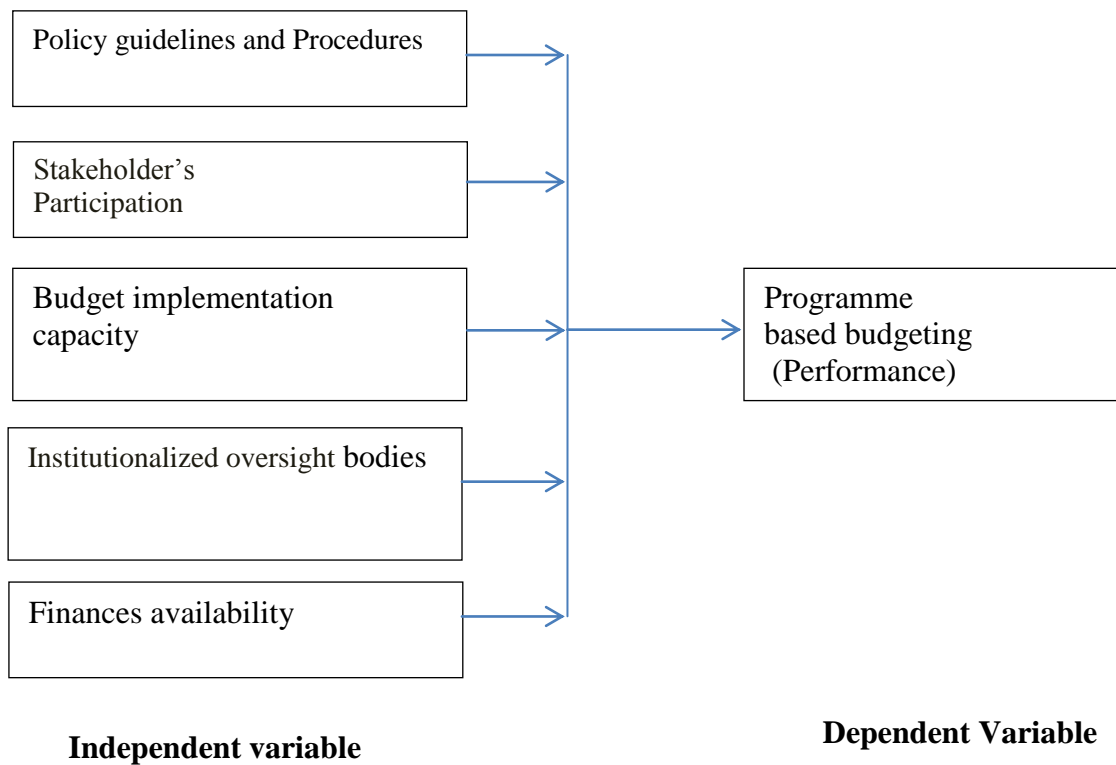 Policy guidelines and Procedures
Stakeholder’s
Participation
Budget implementation
capacity
Institutionalized oversight bodies
Finances availability
Programme
based budgeting
(Performance)
Independent variable
Dependent Variable